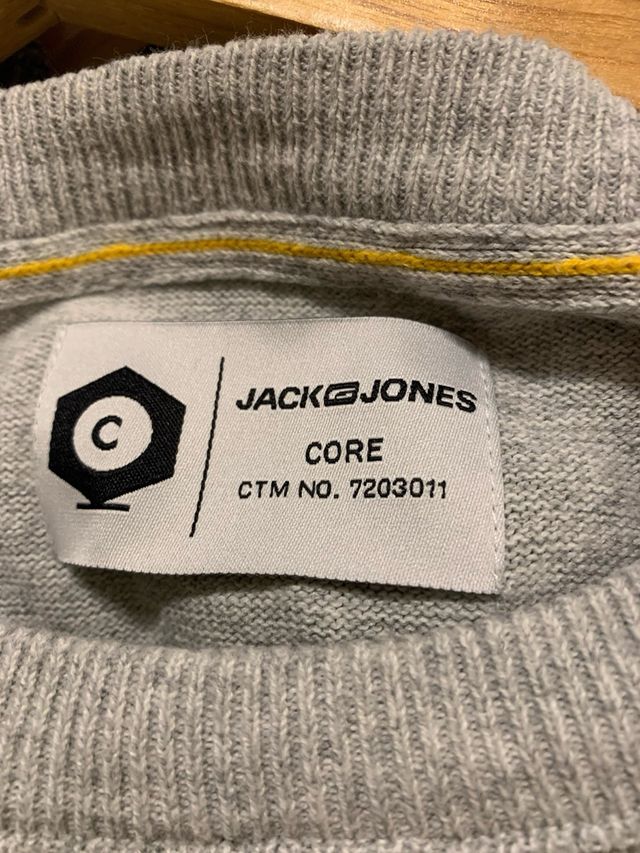 C
JACK&JONES
CORE
CTM NO. 7203011